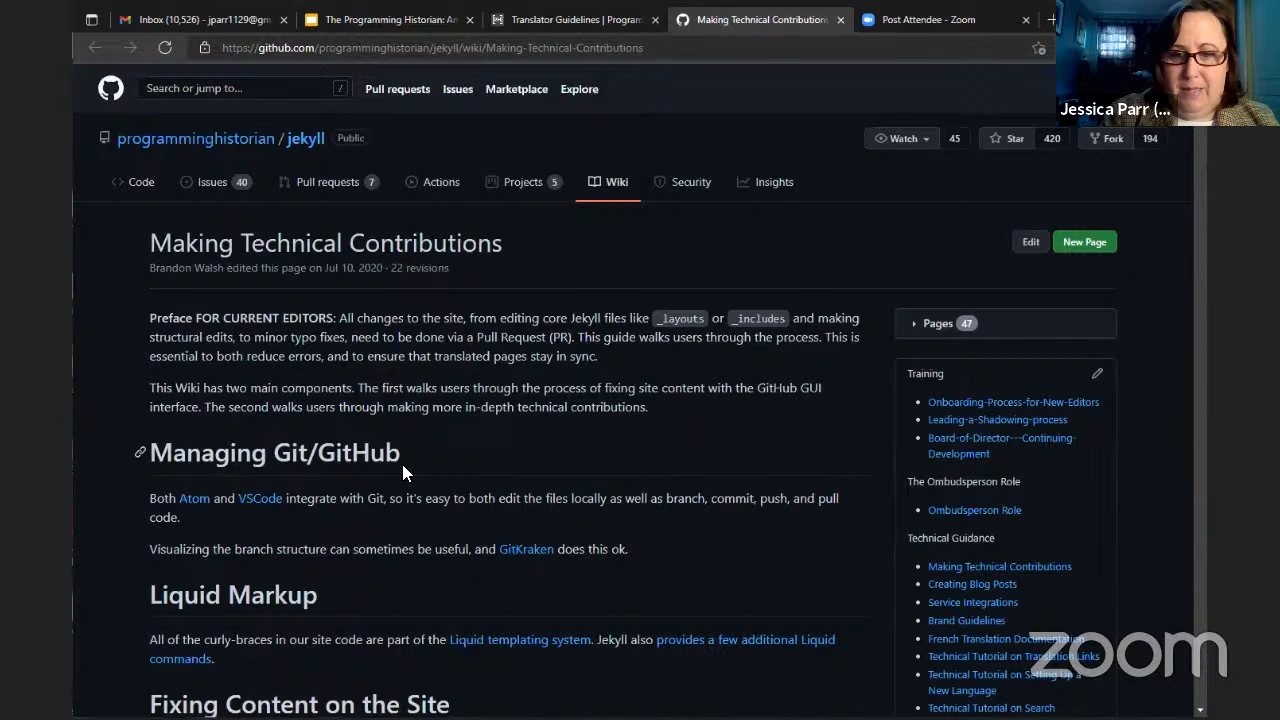 Inbox (10,526) - jparr1129@gm
The Programming Historian: An
Translator Guidelines | Program
Making Technical Contributions
Post Attendee - Zoom
https://github.com/programminghistorian/jekyll/wiki/Making-Technical-Contributions
Search or jump to...
/
Pull requests
Issues
Marketplace
Explore
Jessica Parr (...
programminghistorian / jekyll
Public
Watch
45
Star
420
Fork
194
Code
Issues 40
Pull requests 7
Actions
Projects 5
Wiki
Security
Insights
Making Technical Contributions
Edit
New Page
Brandon Walsh edited this page on Jul 10, 2020 · 22 revisions
Preface FOR CURRENT EDITORS: All changes to the site, from editing core Jekyll files like _layouts or _includes and making
structural edits, to minor typo fixes, need to be done via a Pull Request (PR). This guide walks users through the process. This is
essential to both reduce errors, and to ensure that translated pages stay in sync.
This Wiki has two main components. The first walks users through the process of fixing site content with the GitHub GUI
interface. The second walks users through making more in-depth technical contributions.
Managing Git/GitHub
Both Atom and VSCode integrate with Git, so it's easy to both edit the files locally as well as branch, commit, push, and pull
code.
Visualizing the branch structure can sometimes be useful, and GitKraken does this ok.
Liquid Markup
All of the curly-braces in our site code are part of the Liquid templating system. Jekyll also provides a few additional Liquid
commands.
Fixing Content on the Site
Pages 47
Training
Onboarding-Process-for-New-Editors
Leading-a-Shadowing-process
Board-of-Director---Continuing-
Development
The Ombudsperson Role
Ombudsperson Role
Technical Guidance
Making Technical Contributions
Creating Blog Posts
Service Integrations
Brand Guidelines
French Translation Documentation
Technical Tutorial on Translation Links
Technical Tutorial on Setting Up a
New Language
Technical Tutorial on Search
zoom